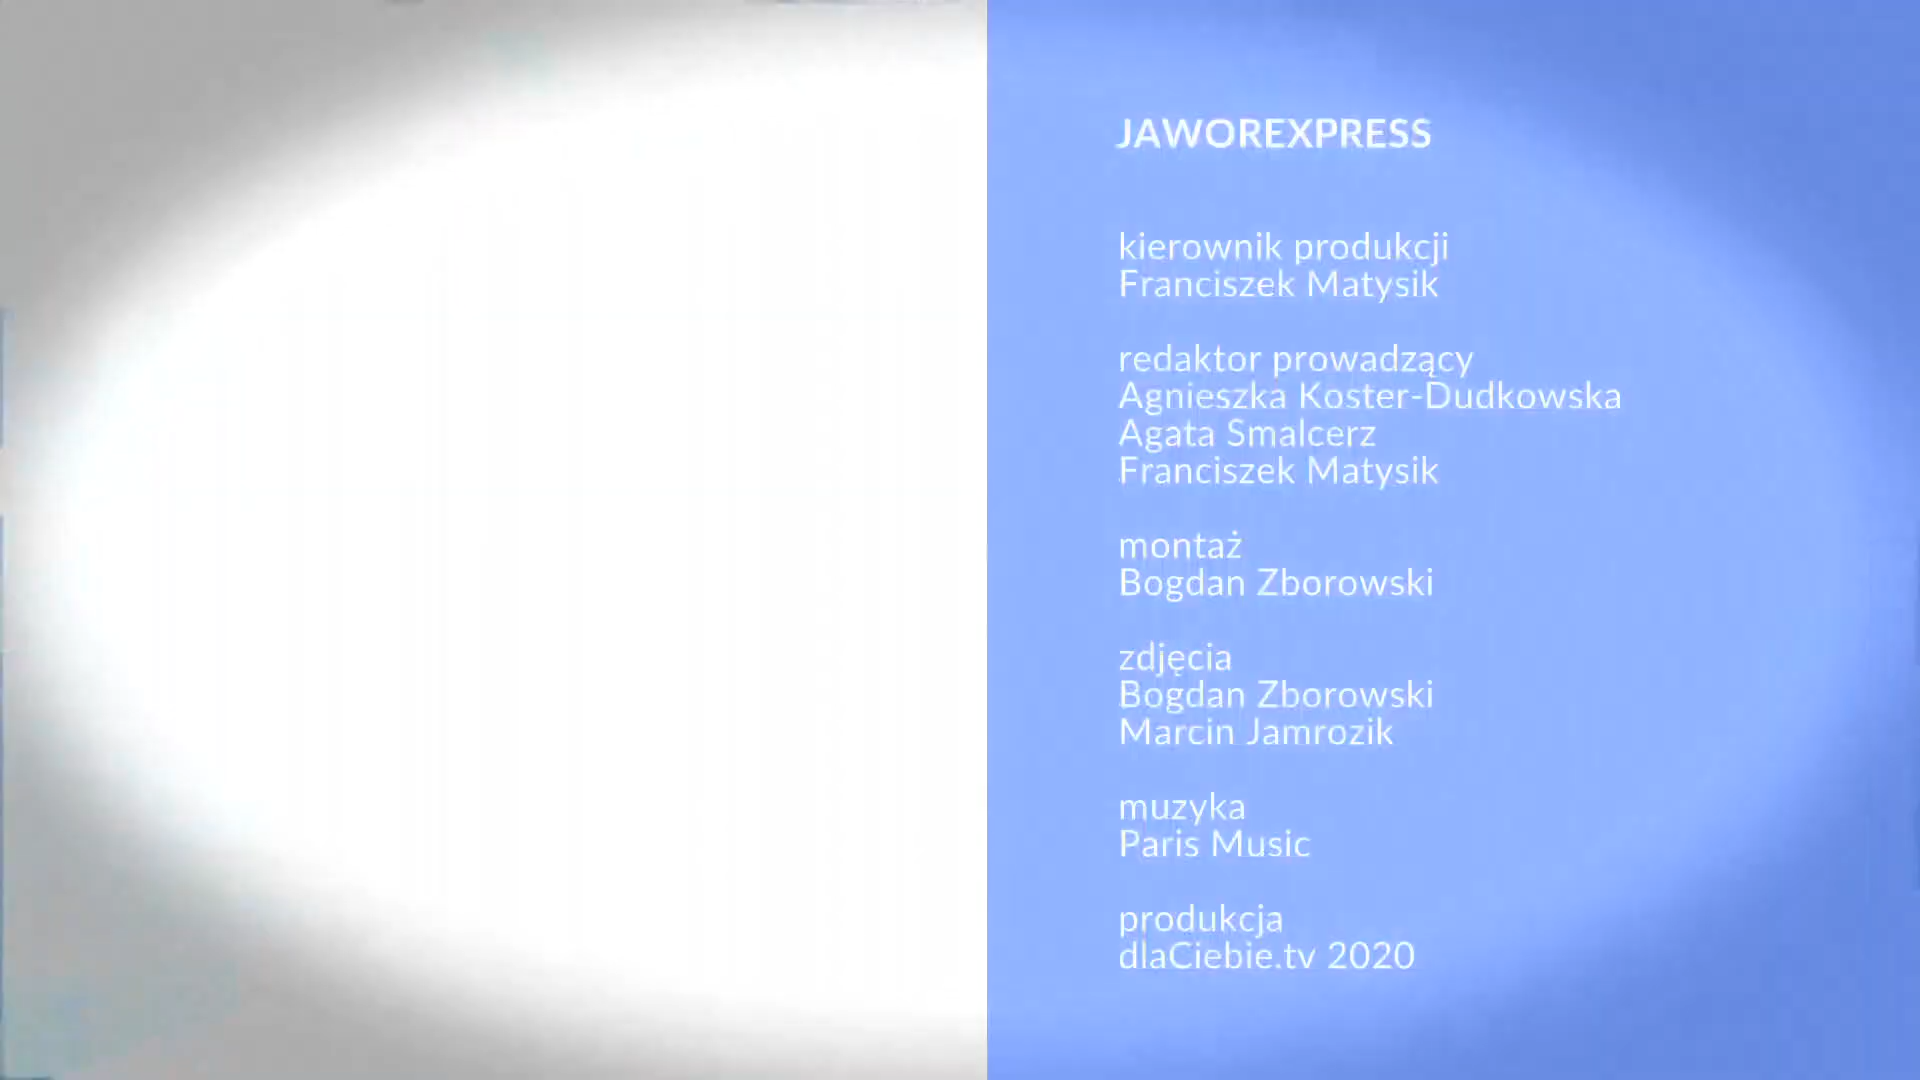 JAWOREXPRESS
kierownik produkcji
Franciszek Matysik
redaktor prowadzący
Agnieszka Koster-Dudkowska
Agata Smalcerz
Franciszek Matysik
montaż
Bogdan Zborowski
zdjęcia
Bogdan Zborowski
Marcin Jamrozik
muzyka
Paris Music
produkcja
dlaCiebie.tv 2020